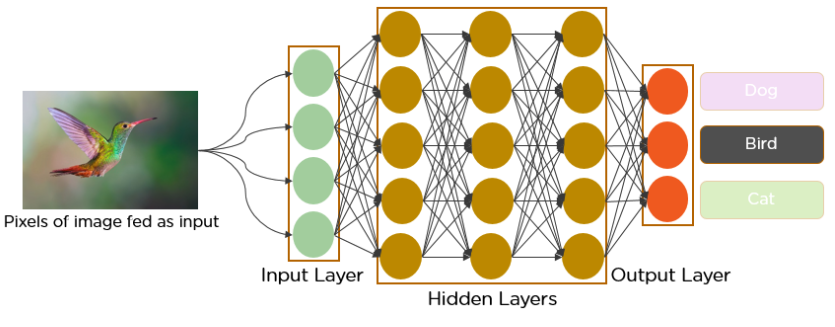 Pixels of image fed as input
Input Layer
Hidden Layers
Output Layer
Dog
Bird
Cat